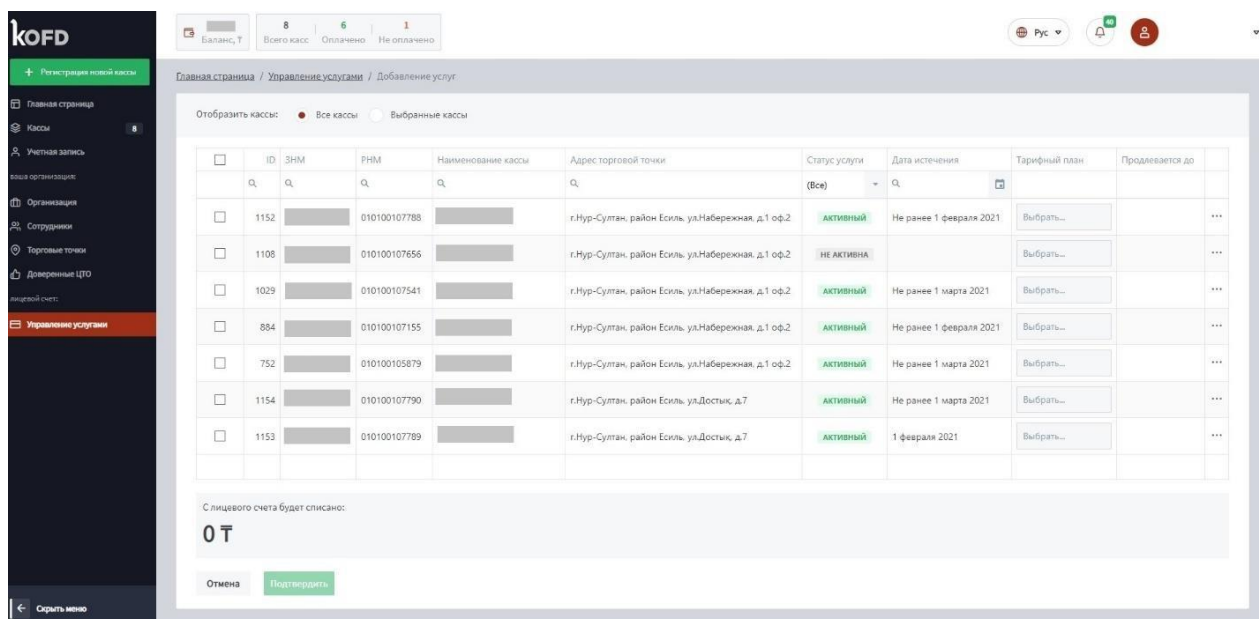 kOFD
Баланс, ₸
8 6 1
Всего касс Оплачено Не оплачено
Рус
40
+ Регистрация новой кассы
Главная страница
Кассы 8
Учетная запись
ваша организация:
Организация
Сотрудники
Торговые точки
Доверенные ЦТО
лицевой счет:
Управление услугами
Скрыть меню
Главная страница / Управление услугами / Добавление услуг
Отобразить кассы: Все кассы Выбранные кассы
ID ЗНМ РНМ Наименование кассы Адрес торговой точки Статус услуги Дата истечения Тарифный план Продлевается до
(Все)
1152 010100107788 г.Нур-Султан, район Есиль, ул.Набережная, д.1 оф.2 АКТИВНЫЙ Не ранее 1 февраля 2021 Выбрать... ...
1108 010100107656 г.Нур-Султан, район Есиль, ул.Набережная, д.1 оф.2 НЕ АКТИВНА Выбрать... ...
1029 010100107541 г.Нур-Султан, район Есиль, ул.Набережная, д.1 оф.2 АКТИВНЫЙ Не ранее 1 марта 2021 Выбрать... ...
884 010100107155 г.Нур-Султан, район Есиль, ул.Набережная, д.1 оф.2 АКТИВНЫЙ Не ранее 1 февраля 2021 Выбрать... ...
752 010100105879 г.Нур-Султан, район Есиль, ул.Набережная, д.1 оф.2 АКТИВНЫЙ Не ранее 1 марта 2021 Выбрать... ...
1154 010100107790 г.Нур-Султан, район Есиль, ул.Достык, д.7 АКТИВНЫЙ Не ранее 1 марта 2021 Выбрать... ...
1153 010100107789 г.Нур-Султан, район Есиль, ул.Достык, д.7 АКТИВНЫЙ 1 февраля 2021 Выбрать... ...
С лицевого счета будет списано:
0 ₸
Отмена Подтвердить